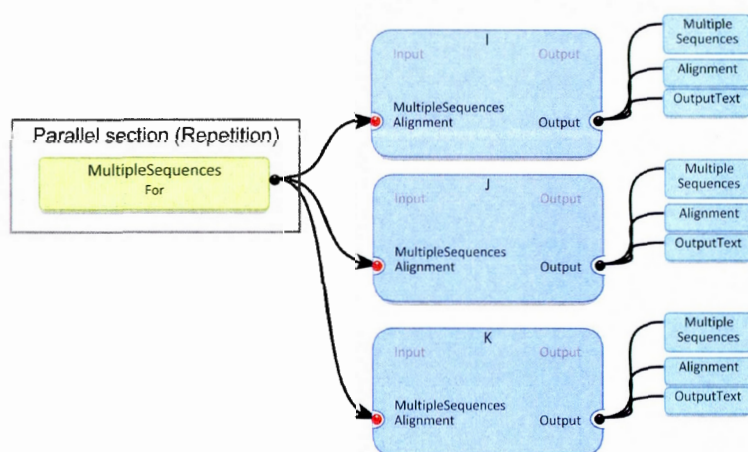 Parallel section (Repetition)
MultipleSequences
For
I
Input
Output
MultipleSequences
Alignment
Output
Multiple
Sequences
Alignment
OutputText
J
Input
Output
MultipleSequences
Alignment
Output
Multiple
Sequences
Alignment
OutputText
K
Input
Output
MultipleSequences
Alignment
Output
Multiple
Sequences
Alignment
OutputText